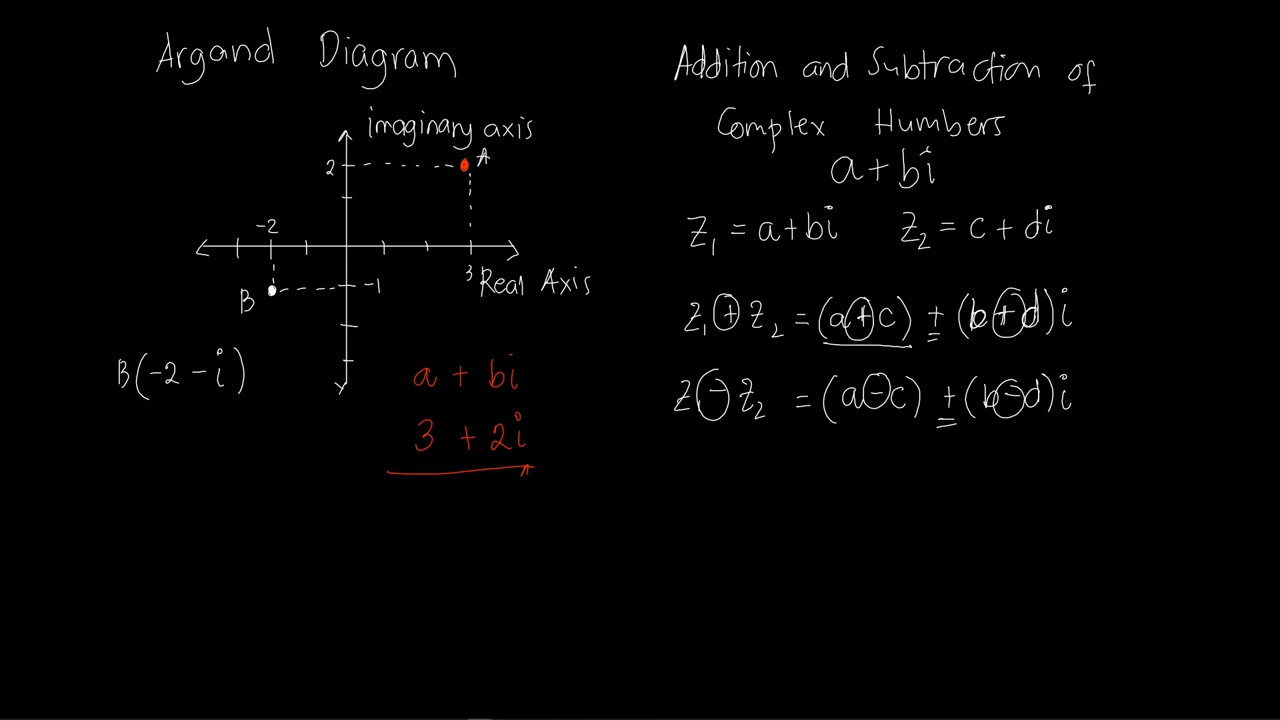 Argand Diagram
imaginary axis
2
A
-2
3
Real Axis
B
-1
B(-2 - i)
a + bi
3 + 2i
Addition and Subtraction of
Complex Numbers
a + bi
Z₁ = a + bi    Z₂ = c + di
Z₁ + Z₂ = (a + c) + (b + d)i
Z - Z₂ = (a - c) + (b - d)i